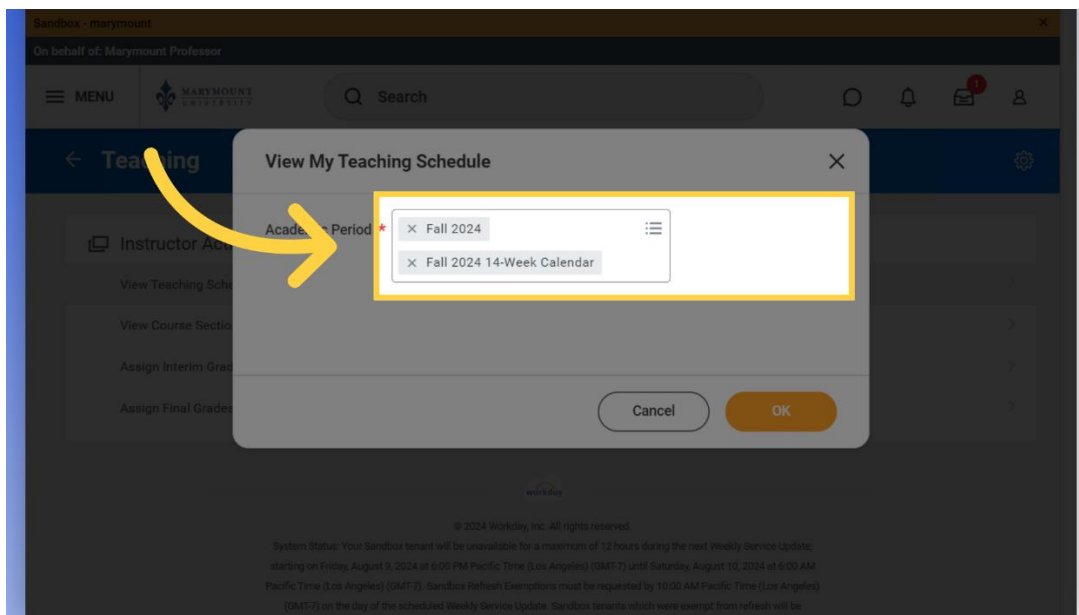 Sandbox - marymount
On behalf of: Marymount Professor
MENU
MARYMOUNT
UNIVERSITY
Search
1
Teaching
View My Teaching Schedule
Instructor Acti
Academic Period *
Fall 2024
Fall 2024 14-Week Calendar
View Teaching Sche
View Course Sectio
Assign Interim Grad
Assign Final Grades
Cancel
OK
workday
© 2024 Workday, Inc. All rights reserved.
System Status: Your Sandbox tenant will be unavailable for a maximum of 12 hours during the next Weekly Service Update;
starting on Friday, August 9, 2024 at 6:00 PM Pacific Time (Los Angeles) (GMT-7) until Saturday, August 10, 2024 at 6:00 AM
Pacific Time (Los Angeles) (GMT-7). Sandbox Refresh Exemptions must be requested by 10:00 AM Pacific Time (Los Angeles)
(GMT-7) on the day of the scheduled Weekly Service Update. Sandbox tenants which were exempt from refresh will be